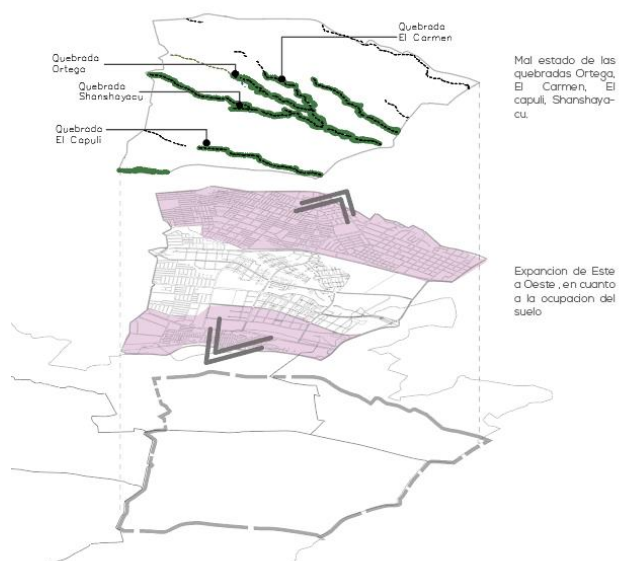 Quebrada
El Carmen
Quebrada
Ortega
Quebrada
Shanshayacu
Quebrada
El Capuli
Mal estado de las
quebradas Ortega,
El Carmen, El
capuli, Shanshaya-
cu.
Expancion de Este
a Oeste , en cuanto
a la ocupacion del
suelo